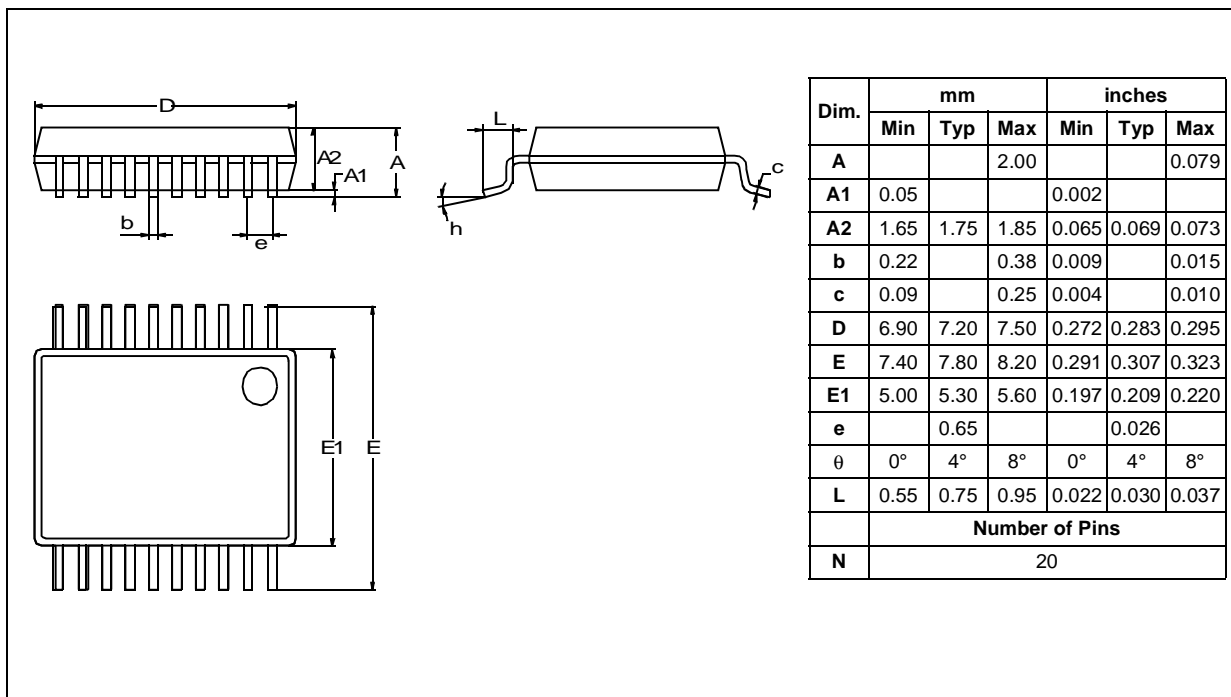 D
A2
A
A1
b
e
L
c
h
E1
E
Dim. mm inches
Min Typ Max Min Typ Max
A 2.00 0.079
A1 0.05 0.002
A2 1.65 1.75 1.85 0.065 0.069 0.073
b 0.22 0.38 0.009 0.015
c 0.09 0.25 0.004 0.010
D 6.90 7.20 7.50 0.272 0.283 0.295
E 7.40 7.80 8.20 0.291 0.307 0.323
E1 5.00 5.30 5.60 0.197 0.209 0.220
e 0.65 0.026
θ 0° 4° 8° 0° 4° 8°
L 0.55 0.75 0.95 0.022 0.030 0.037
Number of Pins
N 20